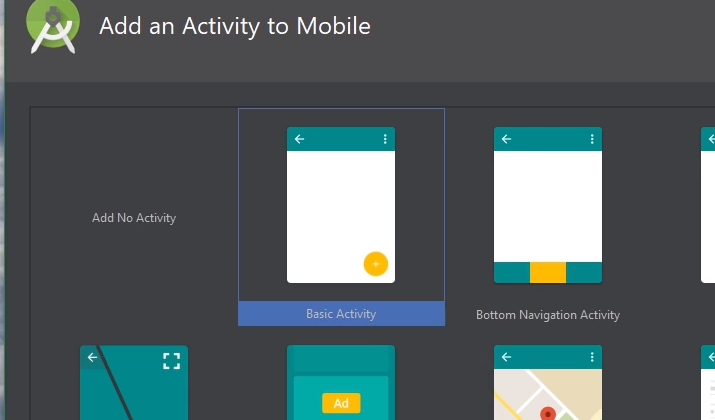 Add an Activity to Mobile
Add No Activity
Basic Activity
Bottom Navigation Activity
Ad